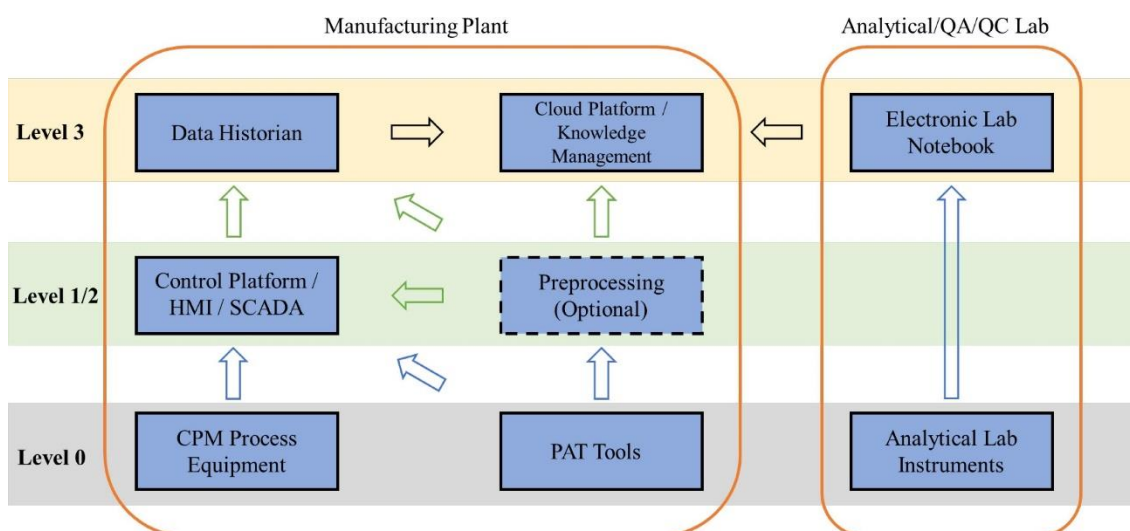 Manufacturing Plant
Analytical/QA/QC Lab
Level 3
Data Historian
Cloud Platform /
Knowledge
Management
Electronic Lab
Notebook
Level 1/2
Control Platform /
HMI / SCADA
Preprocessing
(Optional)
Level 0
CPM Process
Equipment
PAT Tools
Analytical Lab
Instruments